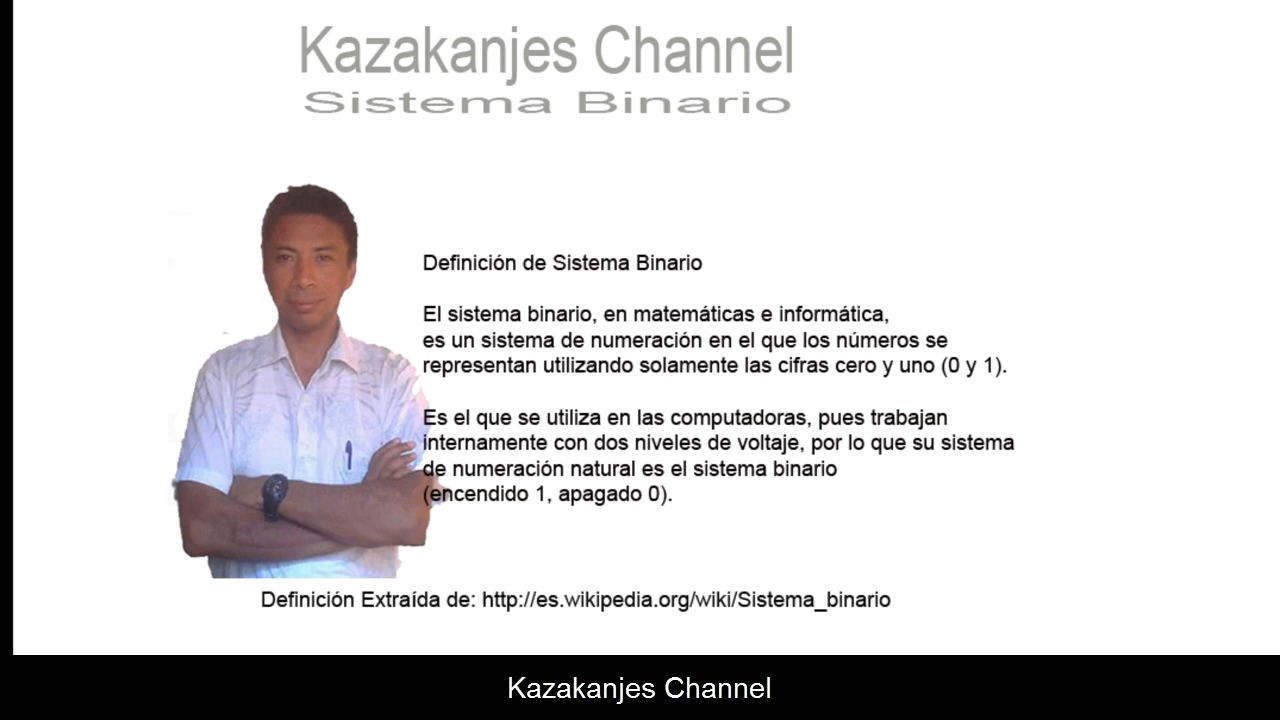 Kazakanjes Channel
Sistema Binario
Definición de Sistema Binario
El sistema binario, en matemáticas e informática,
es un sistema de numeración en el que los números se
representan utilizando solamente las cifras cero y uno (0 y 1).
Es el que se utiliza en las computadoras, pues trabajan
internamente con dos niveles de voltaje, por lo que su sistema
de numeración natural es el sistema binario
(encendido 1, apagado 0).
Definición Extraída de: http://es.wikipedia.org/wiki/Sistema_binario
Kazakanjes Channel